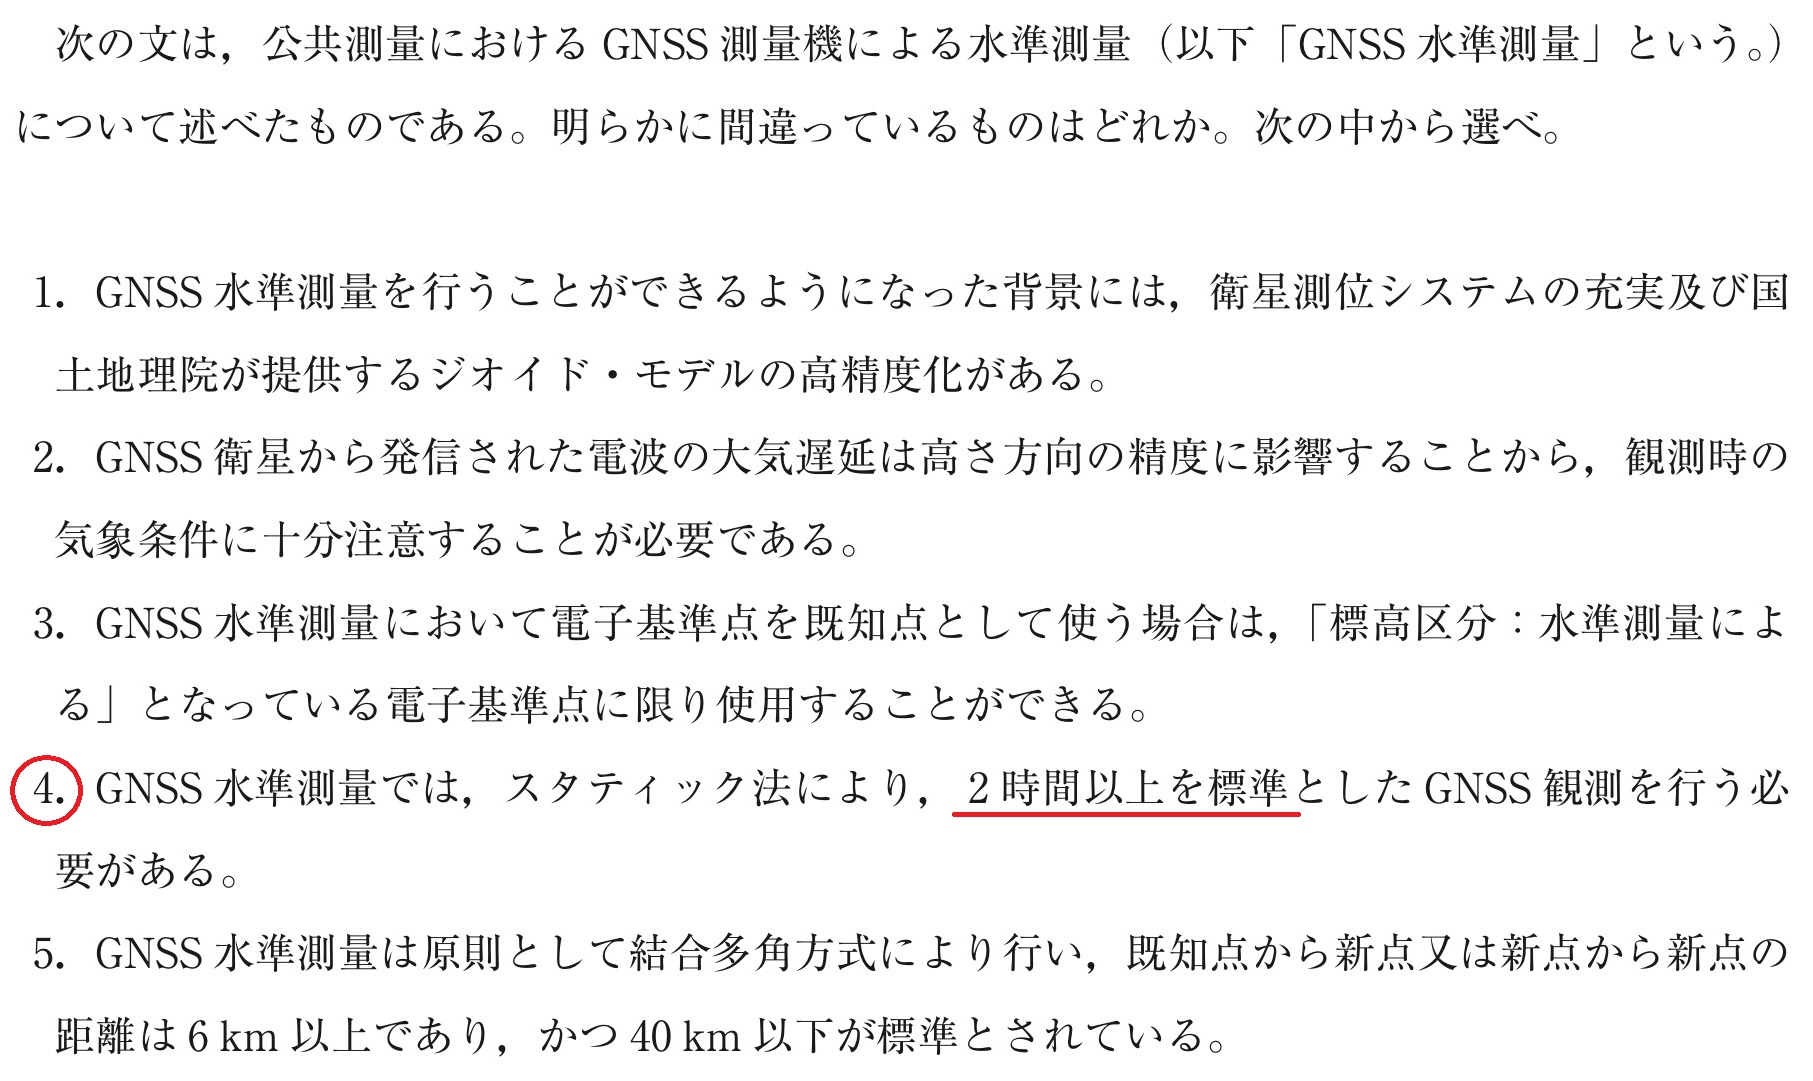 次の文は，公共測量における GNSS 測量機による水準測量（以下「GNSS 水準測量」という。）
について述べたものである。明らかに間違っているものはどれか。次の中から選べ。
1．GNSS 水準測量を行うことができるようになった背景には，衛星測位システムの充実及び国
土地理院が提供するジオイド・モデルの高精度化がある。
2．GNSS 衛星から発信された電波の大気遅延は高さ方向の精度に影響することから，観測時の
気象条件に十分注意することが必要である。
3．GNSS 水準測量において電子基準点を既知点として使う場合は，「標高区分：水準測量によ
る」となっている電子基準点に限り使用することができる。
4．GNSS 水準測量では，スタティック法により，2 時間以上を標準とした GNSS 観測を行う必
要がある。
5．GNSS 水準測量は原則として結合多角方式により行い，既知点から新点又は新点から新点の
距離は 6 km 以上であり，かつ 40 km 以下が標準とされている。